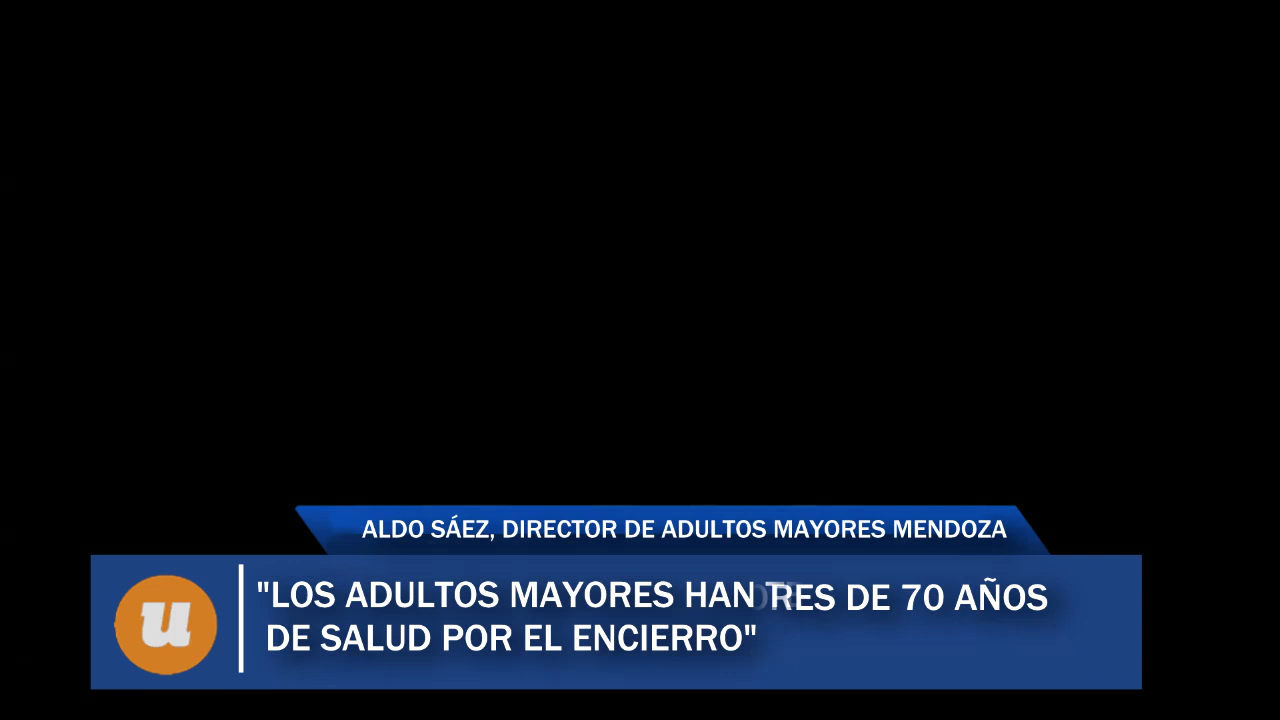 ALDO SÁEZ, DIRECTOR DE ADULTOS MAYORES MENDOZA
u
"LOS ADULTOS MAYORES HAN RES DE 70 AÑOS
DE SALUD POR EL ENCIERRO"